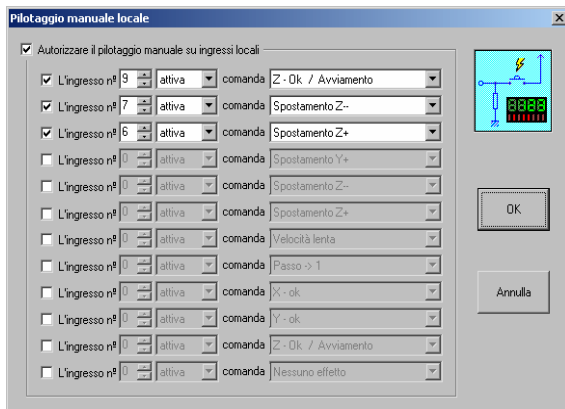 Pilotaggio manuale locale
Autorizzare il pilotaggio manuale su ingressi locali
L'ingresso nº 9 attiva comanda Z - Ok / Avviamento
L'ingresso nº 7 attiva comanda Spostamento Z--
L'ingresso nº 6 attiva comanda Spostamento Z+
L'ingresso nº 0 attiva comanda Spostamento Y+
L'ingresso nº 0 attiva comanda Spostamento Z--
L'ingresso nº 0 attiva comanda Spostamento Z+
L'ingresso nº 0 attiva comanda Velocità lenta
L'ingresso nº 0 attiva comanda Passo -> 1
L'ingresso nº 0 attiva comanda X - ok
L'ingresso nº 0 attiva comanda Y - ok
L'ingresso nº 0 attiva comanda Z - Ok / Avviamento
L'ingresso nº 0 attiva comanda Nessuno effetto
8888
OK
Annulla